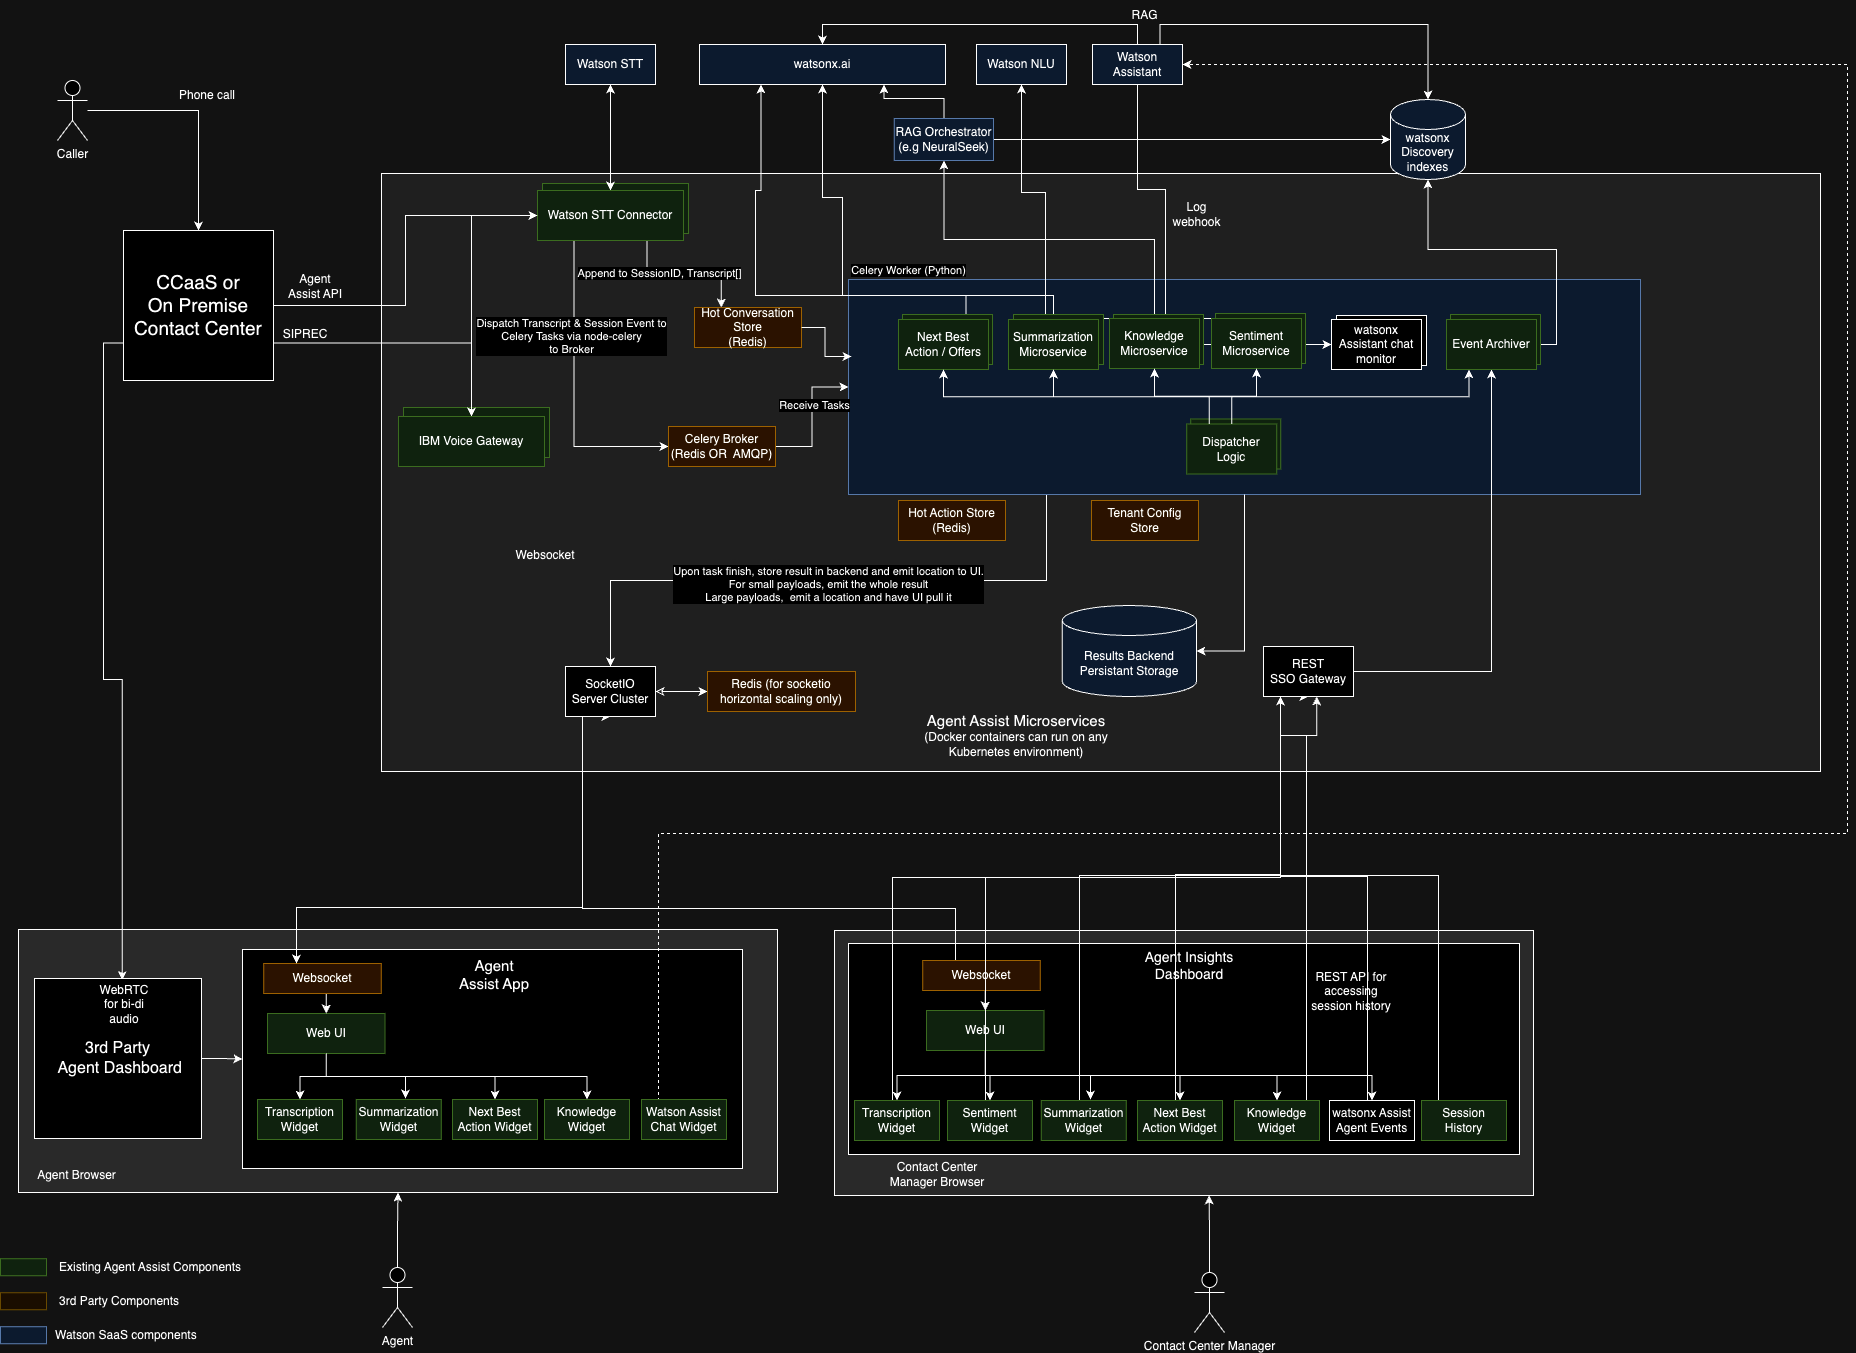 RAG
Watson STT
watsonx.ai
Watson NLU
Watson
Assistant
Phone call
Caller
RAG Orchestrator
(e.g NeuralSeek)
watsonx
Discovery
indexes
Log
webhook
Watson STT Connector
CCaaS or
On Premise
Contact Center
Agent
Assist API
SIPREC
Append to SessionID, Transcript[]
Celery Worker (Python)
Hot Conversation
Store
(Redis)
Dispatch Transcript & Session Event to
Celery Tasks via node-celery
to Broker
Next Best
Action / Offers
Summarization
Microservice
Knowledge
Microservice
Sentiment
Microservice
watsonx
Assistant chat
monitor
Event Archiver
Receive Tasks
IBM Voice Gateway
Celery Broker
(Redis OR  AMQP)
Dispatcher
Logic
Hot Action Store
(Redis)
Tenant Config
Store
Websocket
Upon task finish, store result in backend and emit location to UI.
For small payloads, emit the whole result
Large payloads,  emit a location and have UI pull it
Results Backend
Persistant Storage
REST
SSO Gateway
SocketIO
Server Cluster
Redis (for socketio
horizontal scaling only)
Agent Assist Microservices
(Docker containers can run on any
Kubernetes environment)
WebRTC
for bi-di
audio
3rd Party
Agent Dashboard
Websocket
Agent
Assist App
Web UI
Transcription
Widget
Summarization
Widget
Next Best
Action Widget
Knowledge
Widget
Watson Assist
Chat Widget
Agent Browser
Agent Insights
Dashboard
Websocket
REST API for
accessing
session history
Web UI
Transcription
Widget
Sentiment
Widget
Summarization
Widget
Next Best
Action Widget
Knowledge
Widget
watsonx Assist
Agent Events
Session
History
Contact Center
Manager Browser
Existing Agent Assist Components
3rd Party Components
Watson SaaS components
Agent
Contact Center Manager